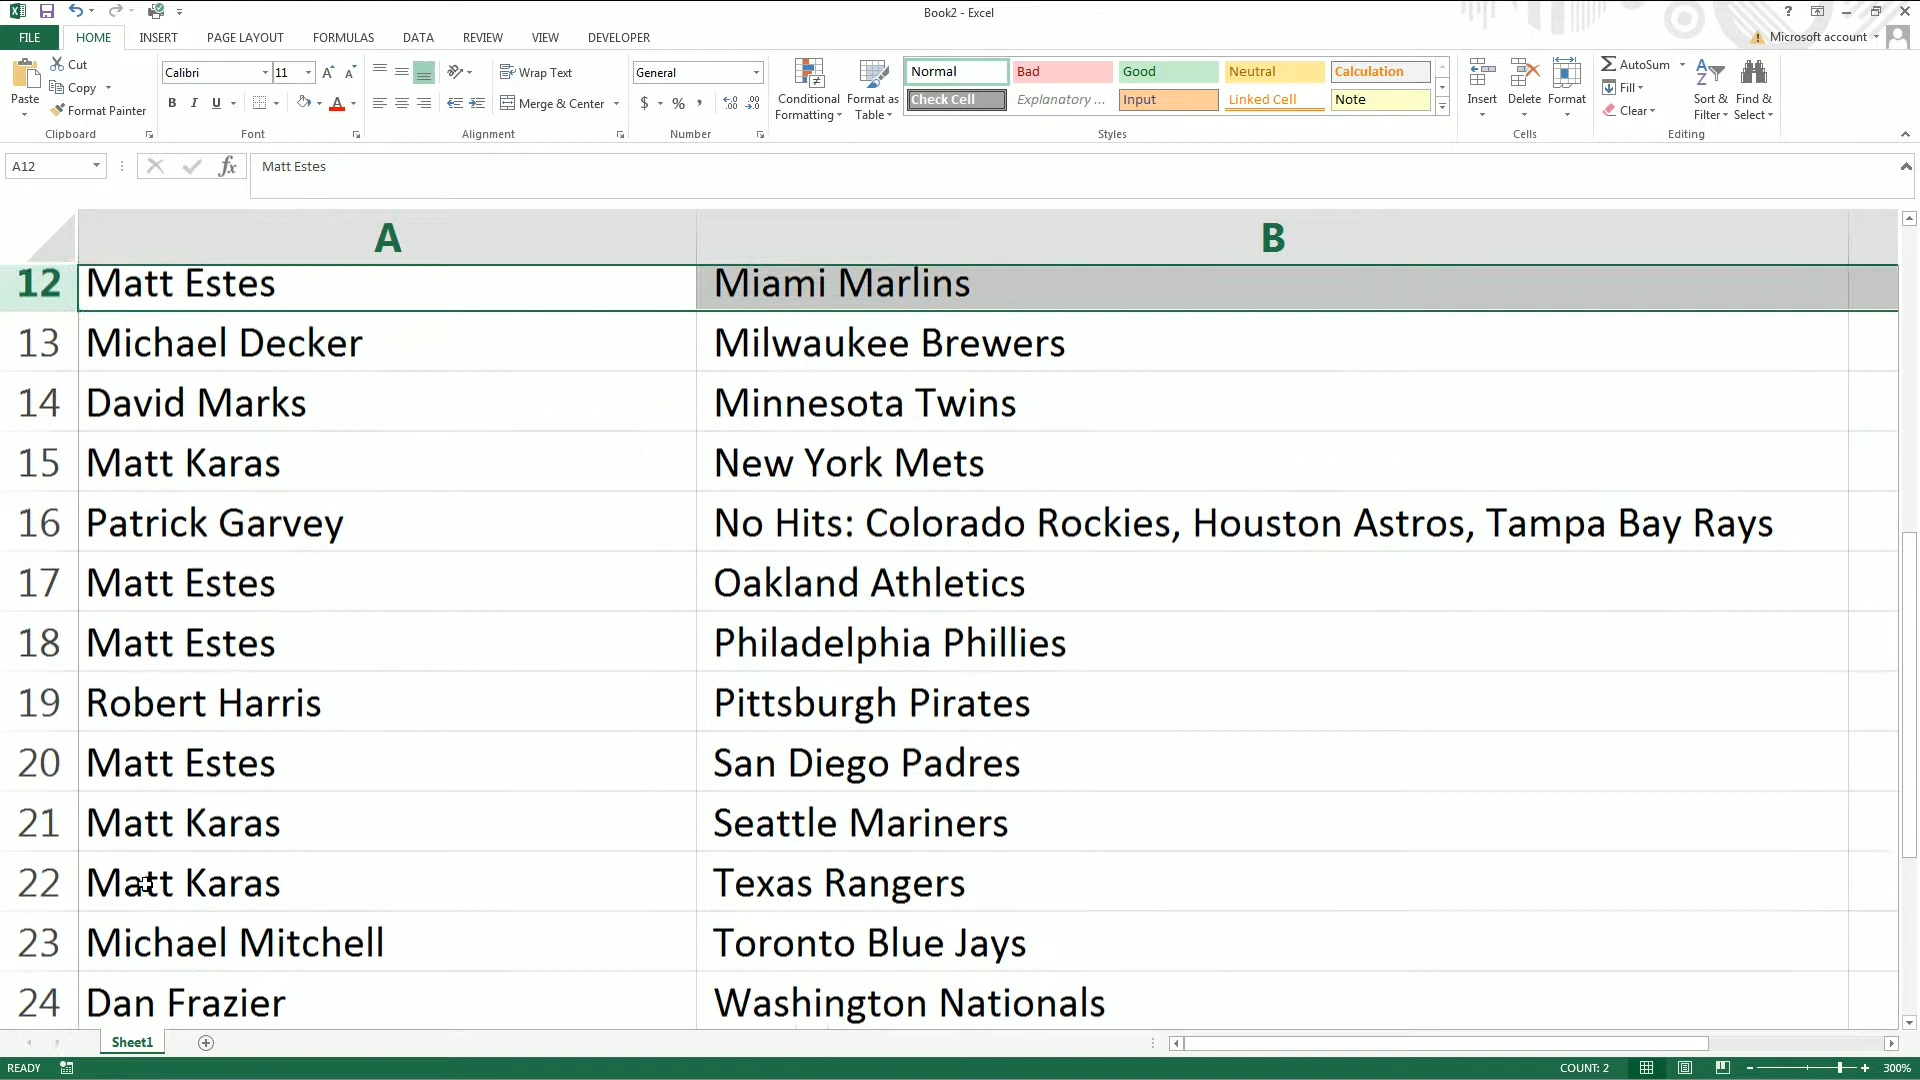 Book2 - Excel
?
FILE HOME INSERT PAGE LAYOUT FORMULAS DATA REVIEW VIEW DEVELOPER
Microsoft account
Paste
Cut
Copy
Format Painter
Clipboard
Calibri 11
B I U
Font
Wrap Text
Merge & Center
Alignment
General
$ % ,
Number
Conditional Formatting
Format as Table
Normal Bad Good Neutral Calculation
Check Cell Explanatory ... Input Linked Cell Note
Styles
Insert Delete Format
Cells
AutoSum
Fill
Clear
Sort & Filter
Find & Select
Editing
A12 fx Matt Estes
A B
12 Matt Estes Miami Marlins
13 Michael Decker Milwaukee Brewers
14 David Marks Minnesota Twins
15 Matt Karas New York Mets
16 Patrick Garvey No Hits: Colorado Rockies, Houston Astros, Tampa Bay Rays
17 Matt Estes Oakland Athletics
18 Matt Estes Philadelphia Phillies
19 Robert Harris Pittsburgh Pirates
20 Matt Estes San Diego Padres
21 Matt Karas Seattle Mariners
22 Matt Karas Texas Rangers
23 Michael Mitchell Toronto Blue Jays
24 Dan Frazier Washington Nationals
Sheet1
READY COUNT: 2 300%